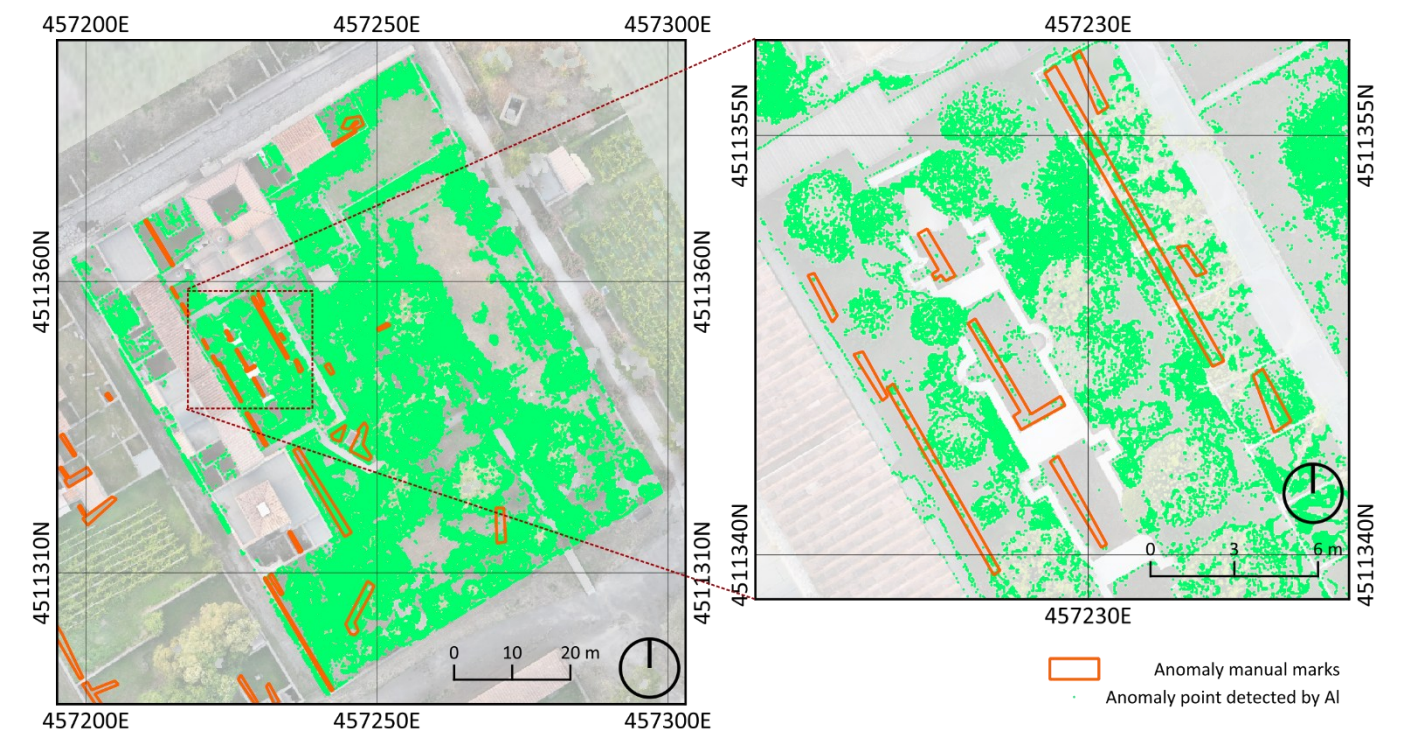 457200E 457250E 457300E
457230E
4511355N 4511355N
4511360N 4511360N
4511310N 4511310N
4511340N 4511340N
0 3 6 m
0 10 20 m
457200E 457250E 457300E
457230E
Anomaly manual marks
Anomaly point detected by AI